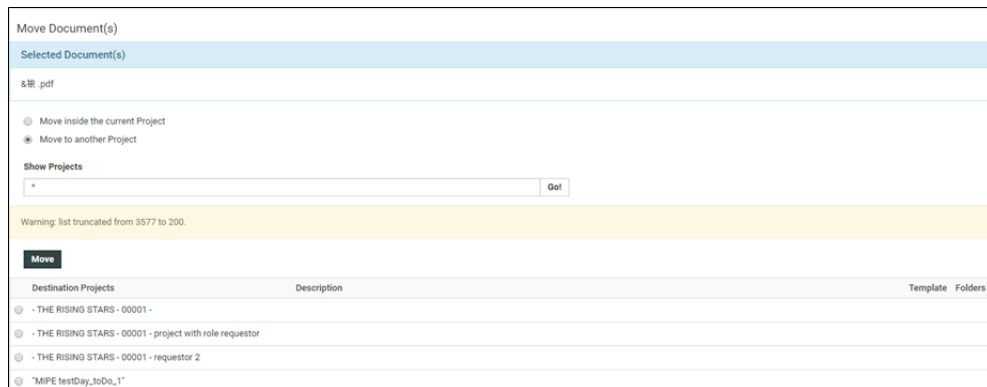 Move Document(s)
Selected Document(s)
.pdf
Move inside the current Project
Move to another Project
Show Projects
*
Go!
Warning: list truncated from 3577 to 200.
Move
Destination Projects Description Template Folders
- THE RISING STARS - 00001 -
- THE RISING STARS - 00001 - project with role requestor
- THE RISING STARS - 00001 - requestor 2
"MIPE testDay_toDo_1"